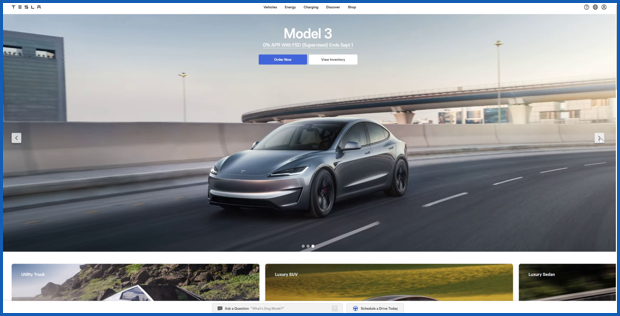 TESLA
Vehicles Energy Charging Discover Shop
Model 3
0% APR With FSD (Supervised) Ends Sept 1
Order Now View Inventory
Utility Truck
Luxury SUV
Luxury Sedan
Ask a Question "What's Dog Mode?"
Schedule a Drive Today